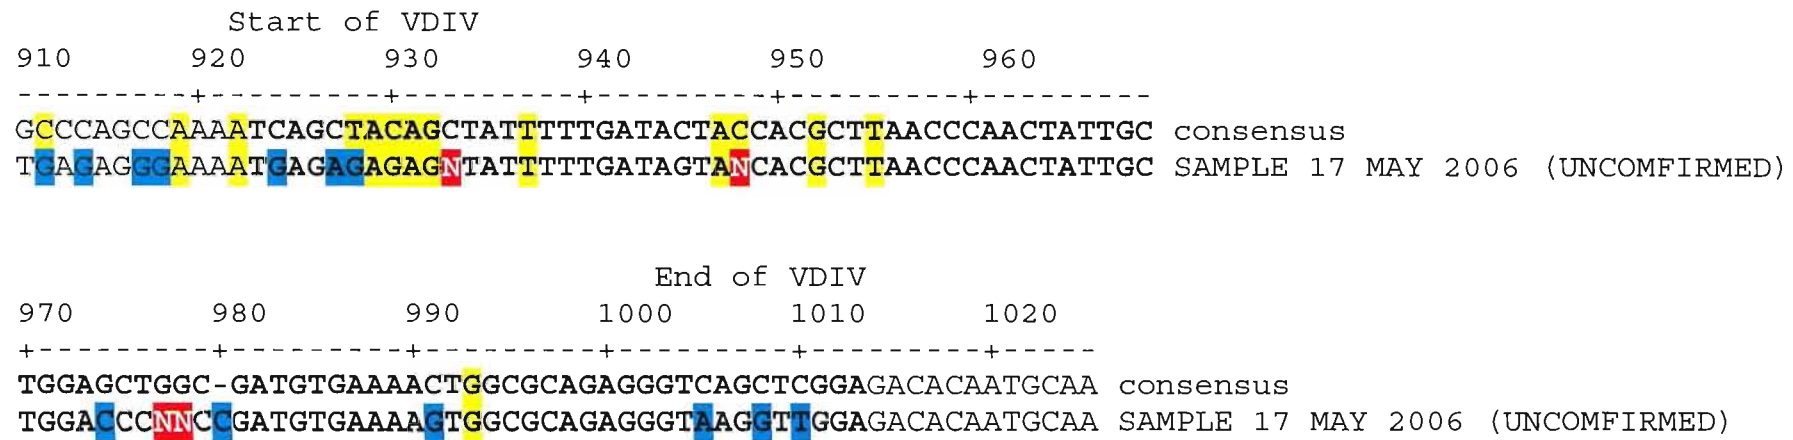 Start of VDIV
910 920 930 940 950 960
---------+---------+---------+---------+---------+---------
GCCCAGCCAAAATCAGCTACAGCTATTTTTGATACTACCACGCTTAACCCAACTATTGC consensus
TGAGAGGGAAAATGAGAGAGAGNTATTTTTGATAGTANCACGCTTAACCCAACTATTGC SAMPLE 17 MAY 2006 (UNCOMFIRMED)
End of VDIV
970 980 990 1000 1010 1020
+---------+---------+---------+---------+---------+-----
TGGAGCTGGC-GATGTGAAAACTGGCGCAGAGGGTCAGCTCGGAGACACAATGCAA consensus
TGGACCCNNCCGATGTGAAAAGTGGCGCAGAGGGTAAGGTTGGAGACACAATGCAA SAMPLE 17 MAY 2006 (UNCOMFIRMED)